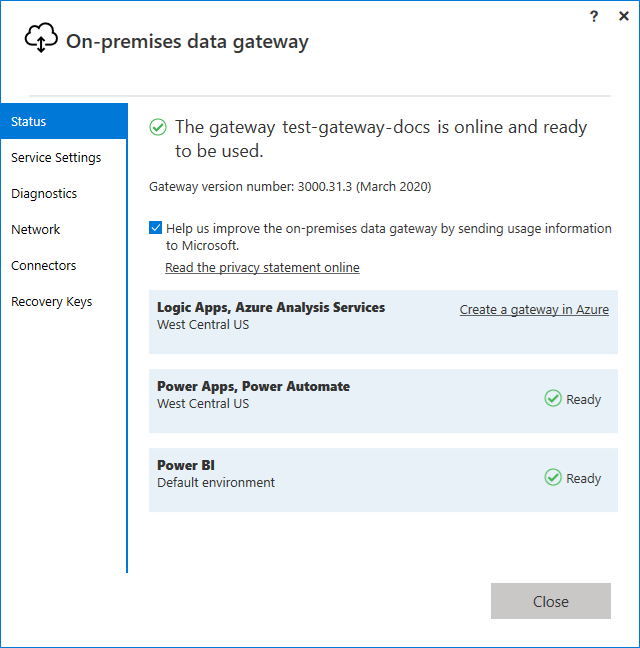 ? ×
On-premises data gateway
Status
Service Settings
Diagnostics
Network
Connectors
Recovery Keys
The gateway test-gateway-docs is online and ready
to be used.
Gateway version number: 3000.31.3 (March 2020)
Help us improve the on-premises data gateway by sending usage information
to Microsoft.
Read the privacy statement online
Logic Apps, Azure Analysis Services
West Central US
Create a gateway in Azure
Power Apps, Power Automate
West Central US
Ready
Power BI
Default environment
Ready
Close